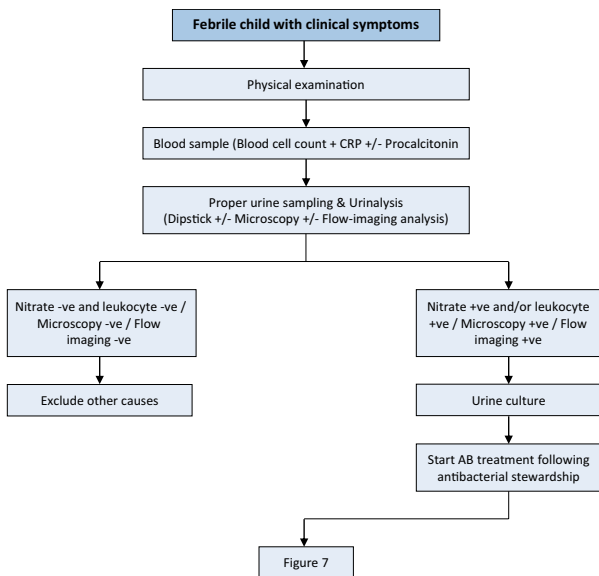 Febrile child with clinical symptoms
Physical examination
Blood sample (Blood cell count + CRP +/- Procalcitonin
Proper urine sampling & Urinalysis
(Dipstick +/- Microscopy +/- Flow-imaging analysis)
Nitrate -ve and leukocyte -ve /
Microscopy -ve / Flow
imaging -ve
Exclude other causes
Nitrate +ve and/or leukocyte
+ve / Microscopy +ve / Flow
imaging +ve
Urine culture
Start AB treatment following
antibacterial stewardship
Figure 7